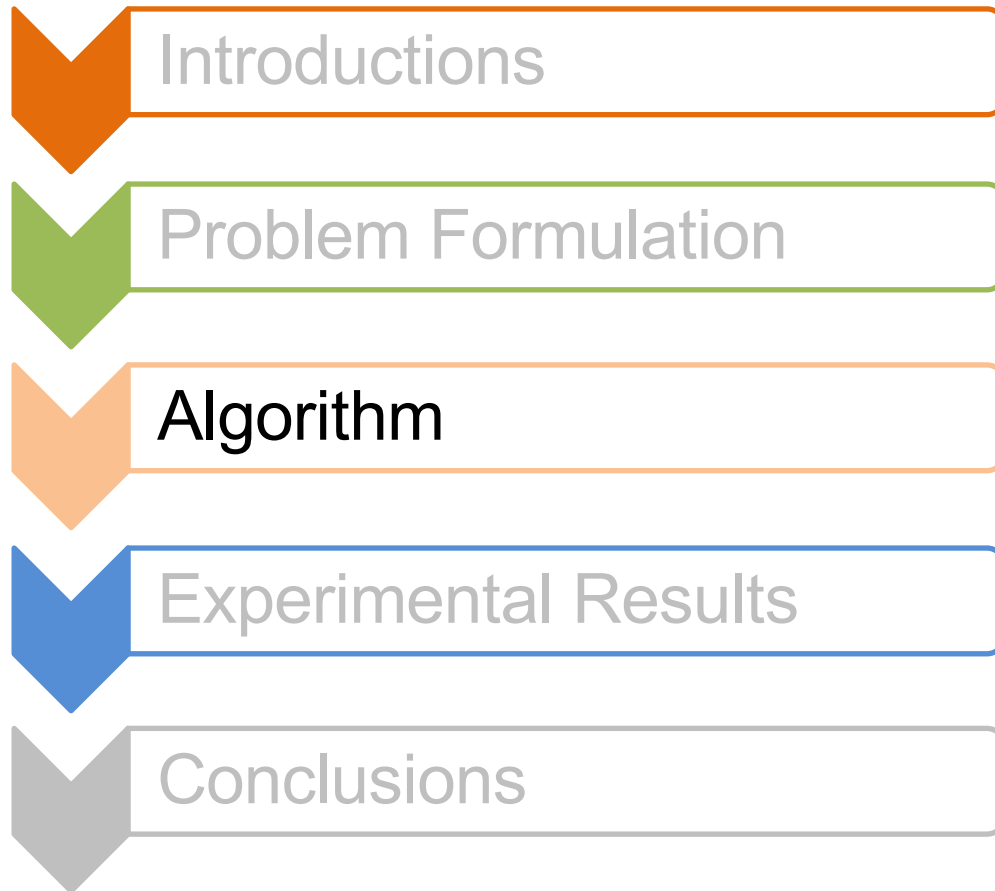 Introductions
Problem Formulation
Algorithm
Experimental Results
Conclusions